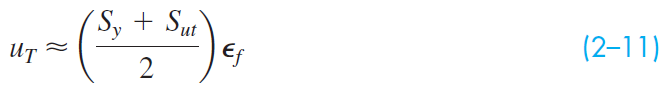 u_T ≈ ( (S_y + S_ut) / 2 ) ϵ_f (2–11)